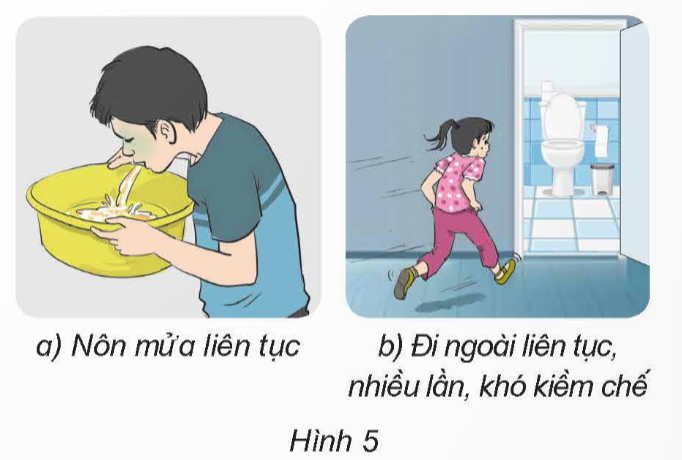 a) Nôn mửa liên tục
b) Đi ngoài liên tục,
nhiều lần, khó kiềm chế
Hình 5